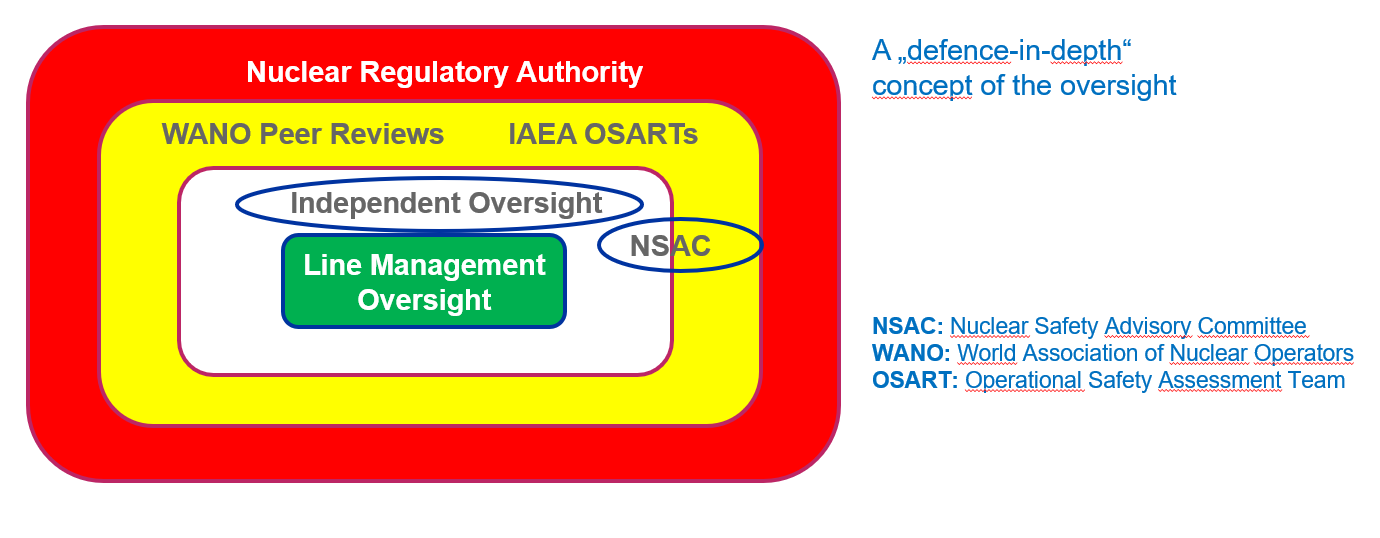 Nuclear Regulatory Authority
WANO Peer Reviews IAEA OSARTs
Independent Oversight
NSAC
Line Management
Oversight
A „defence-in-depth“
concept of the oversight
NSAC: Nuclear Safety Advisory Committee
WANO: World Association of Nuclear Operators
OSART: Operational Safety Assessment Team